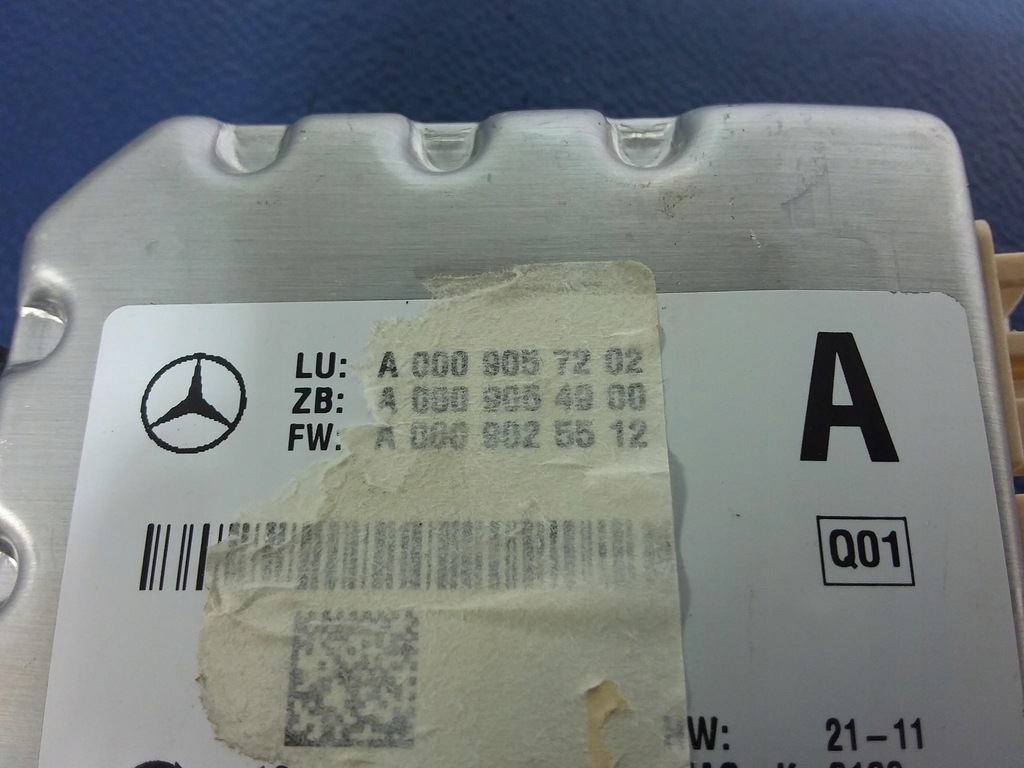 LU: A 000 905 72 02
ZB: A 000 905 49 00
FW: A 000 902 55 12
A
Q01
W: 21-11